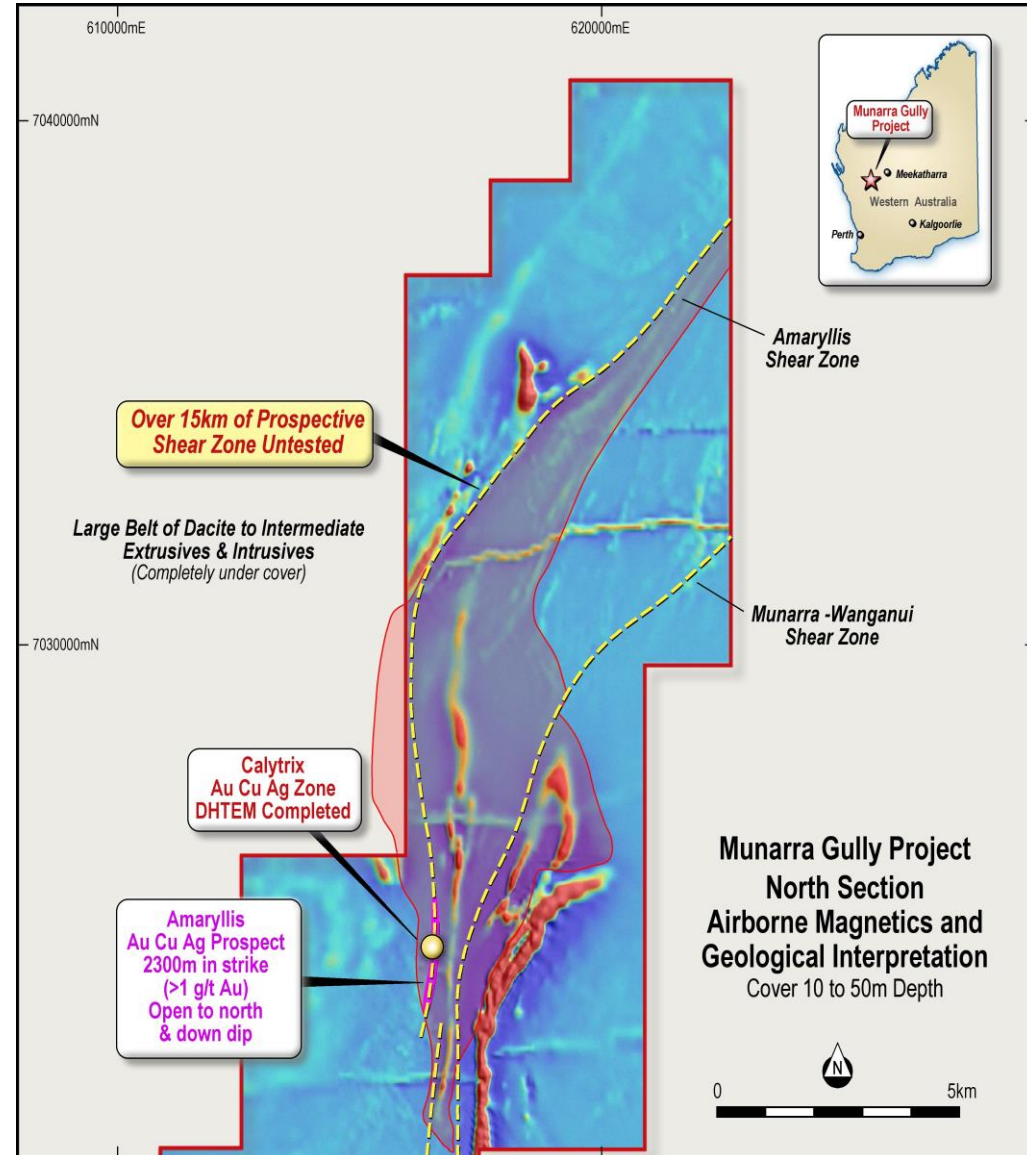 610000mE
620000mE
7040000mN
Munarra Gully
Project
Meekatharra
Western Australia
Kalgoorlie
Perth
Amaryllis
Shear Zone
Over 15km of Prospective
Shear Zone Untested
Large Belt of Dacite to Intermediate
Extrusives & Intrusives
(Completely under cover)
Munarra -Wanganui
Shear Zone
7030000mN
Calytrix
Au Cu Ag Zone
DHTEM Completed
Amaryllis
Au Cu Ag Prospect
2300m in strike
(>1 g/t Au)
Open to north
& down dip
Munarra Gully Project
North Section
Airborne Magnetics and
Geological Interpretation
Cover 10 to 50m Depth
N
0
5km